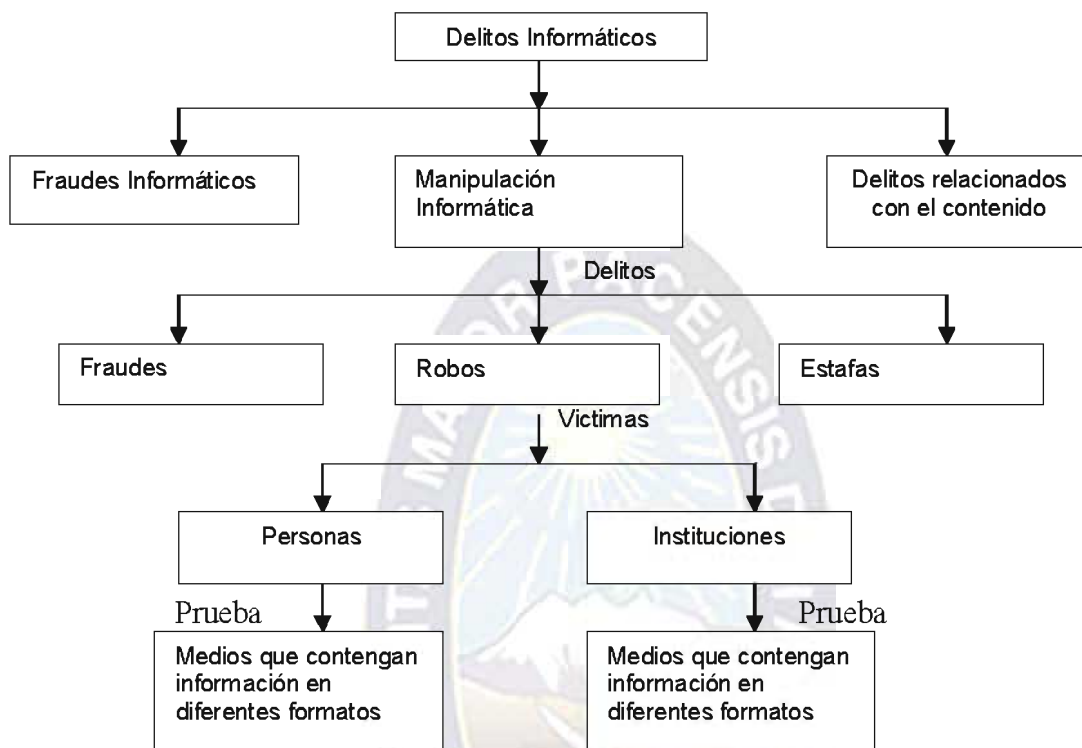 Delitos Informáticos
Fraudes Informáticos
Manipulación
Informática
Delitos relacionados
con el contenido
Delitos
Fraudes
Robos
Estafas
Victimas
Personas
Instituciones
Prueba
Prueba
Medios que contengan
información en
diferentes formatos
Medios que contengan
información en
diferentes formatos